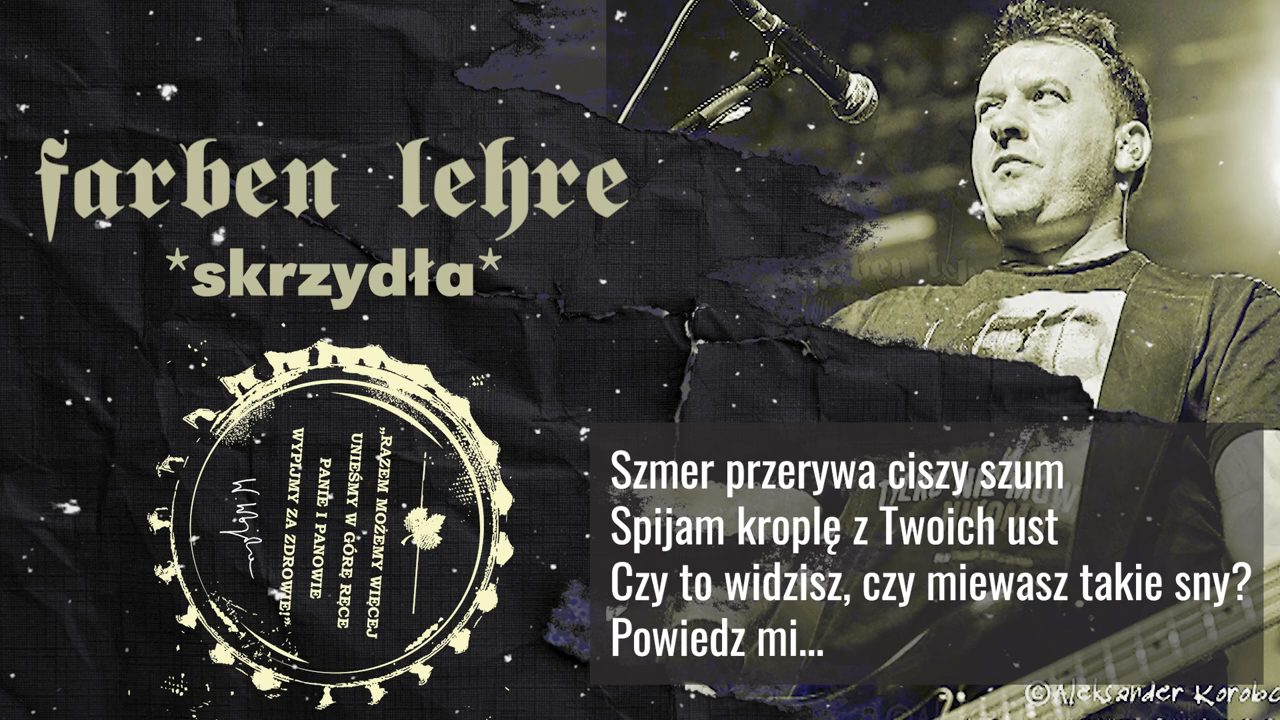 farben lehre
*skrzydła*
„RAZEM MOŻEMY WIĘCEJ
UNIEŚMY W GÓRĘ RĘCE
PANIE I PANOWIE
WYPIJMY ZA ZDROWIE”
Szmer przerywa ciszy szum
Spijam kroplę z Twoich ust
Czy to widzisz, czy miewasz takie sny?
Powiedz mi...
©Aleksander